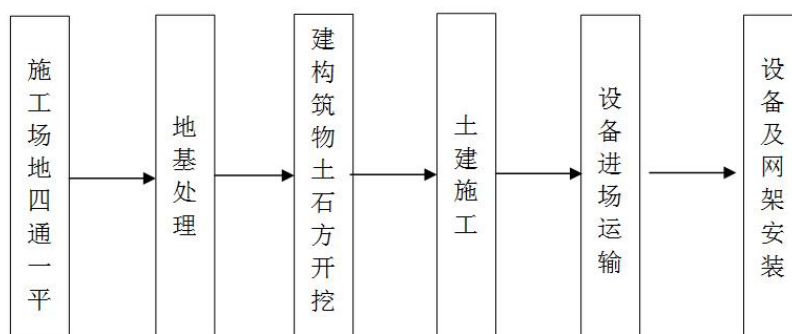 施工场地四通一平
地基处理
建构筑物土石方开挖
土建施工
设备进场运输
设备及网架安装